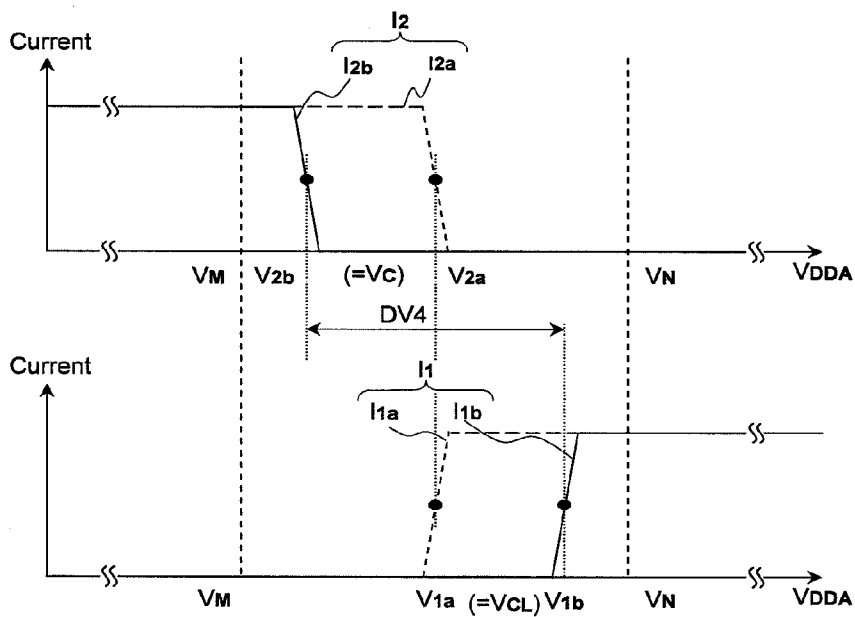 I2
Current
I2b I2a
VM V2b (=VC) V2a VN VDDA
DV4
Current
I1
I1a I1b
VM V1a (=VCL) V1b VN VDDA